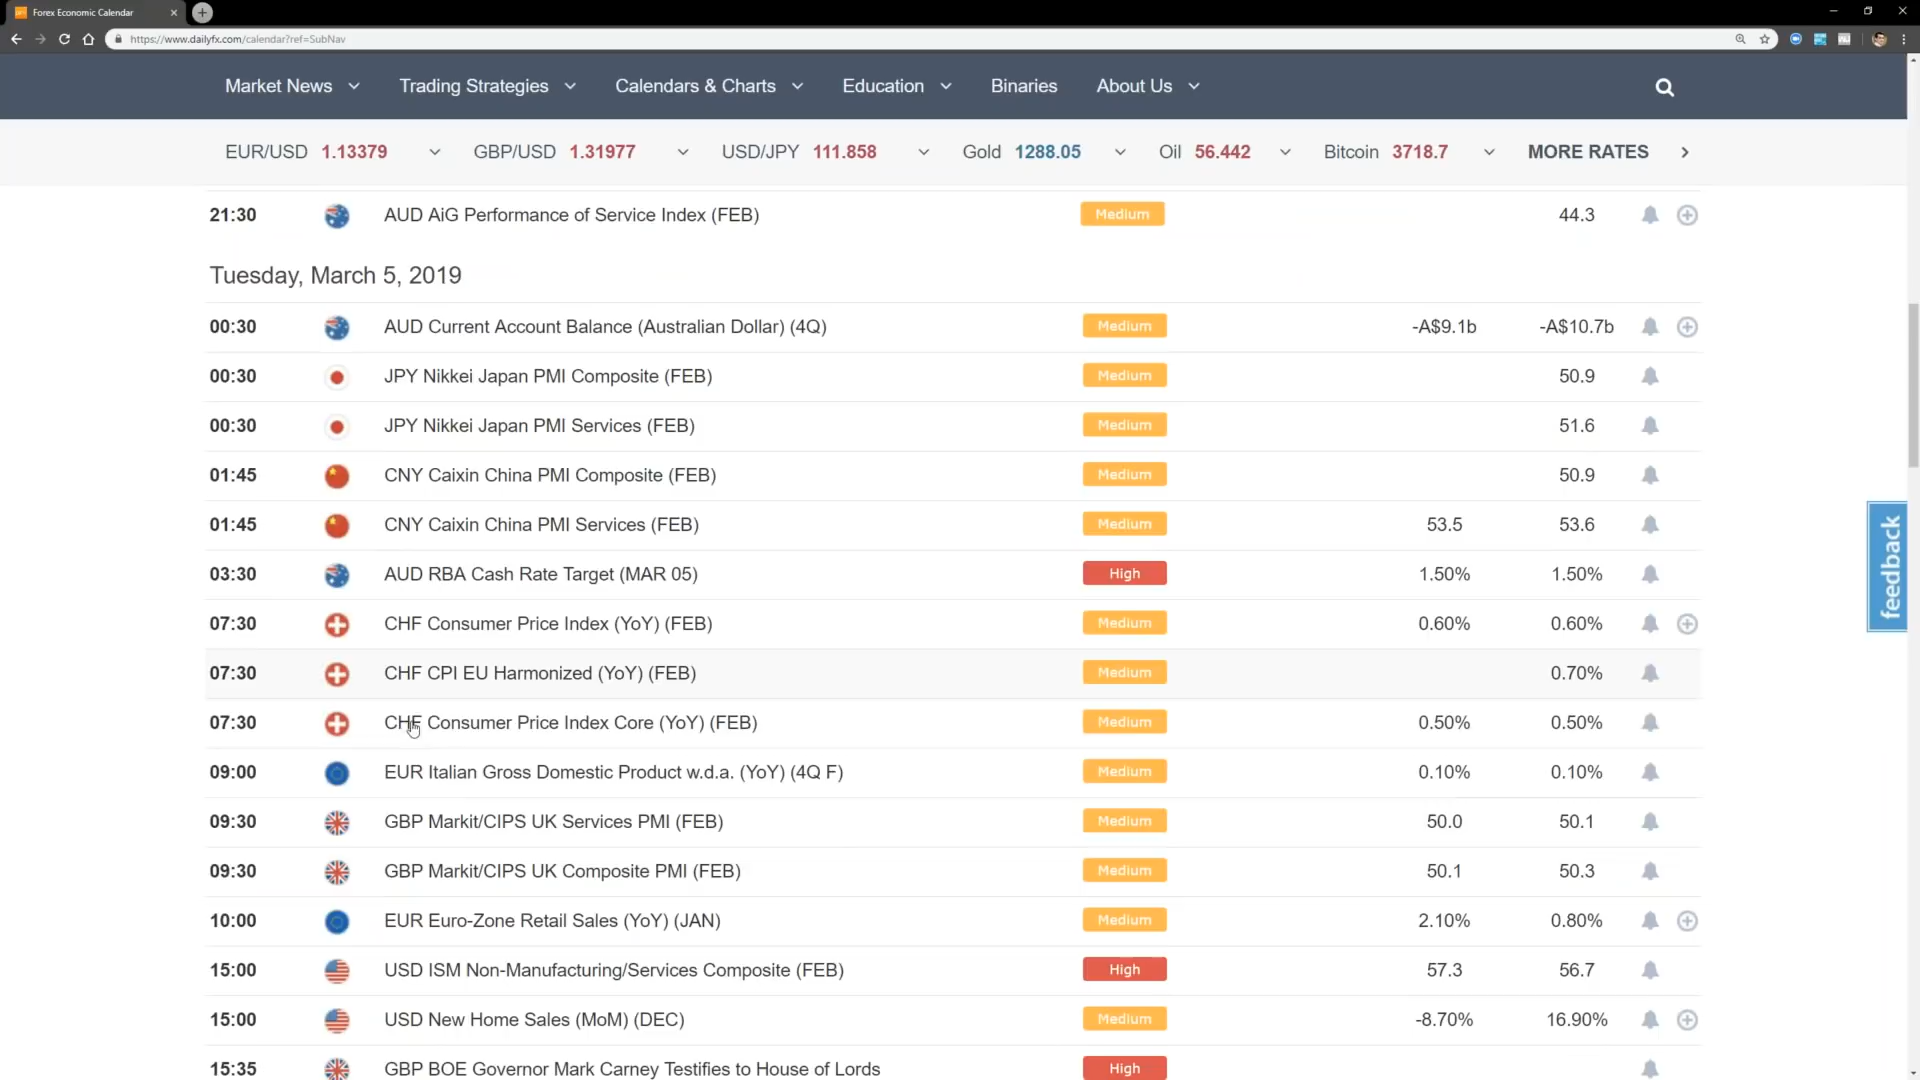 Forex Economic Calendar
https://www.dailyfx.com/calendar?ref=SubNav
Market News Trading Strategies Calendars & Charts Education Binaries About Us
EUR/USD 1.13379 GBP/USD 1.31977 USD/JPY 111.858 Gold 1288.05 Oil 56.442 Bitcoin 3718.7 MORE RATES
21:30 AUD AiG Performance of Service Index (FEB) Medium 44.3
Tuesday, March 5, 2019
00:30 AUD Current Account Balance (Australian Dollar) (4Q) Medium -A$9.1b -A$10.7b
00:30 JPY Nikkei Japan PMI Composite (FEB) Medium 50.9
00:30 JPY Nikkei Japan PMI Services (FEB) Medium 51.6
01:45 CNY Caixin China PMI Composite (FEB) Medium 50.9
01:45 CNY Caixin China PMI Services (FEB) Medium 53.5 53.6
03:30 AUD RBA Cash Rate Target (MAR 05) High 1.50% 1.50%
07:30 CHF Consumer Price Index (YoY) (FEB) Medium 0.60% 0.60%
07:30 CHF CPI EU Harmonized (YoY) (FEB) Medium 0.70%
07:30 CHF Consumer Price Index Core (YoY) (FEB) Medium 0.50% 0.50%
09:00 EUR Italian Gross Domestic Product w.d.a. (YoY) (4Q F) Medium 0.10% 0.10%
09:30 GBP Markit/CIPS UK Services PMI (FEB) Medium 50.0 50.1
09:30 GBP Markit/CIPS UK Composite PMI (FEB) Medium 50.1 50.3
10:00 EUR Euro-Zone Retail Sales (YoY) (JAN) Medium 2.10% 0.80%
15:00 USD ISM Non-Manufacturing/Services Composite (FEB) High 57.3 56.7
15:00 USD New Home Sales (MoM) (DEC) Medium -8.70% 16.90%
15:35 GBP BOE Governor Mark Carney Testifies to House of Lords High
feedback